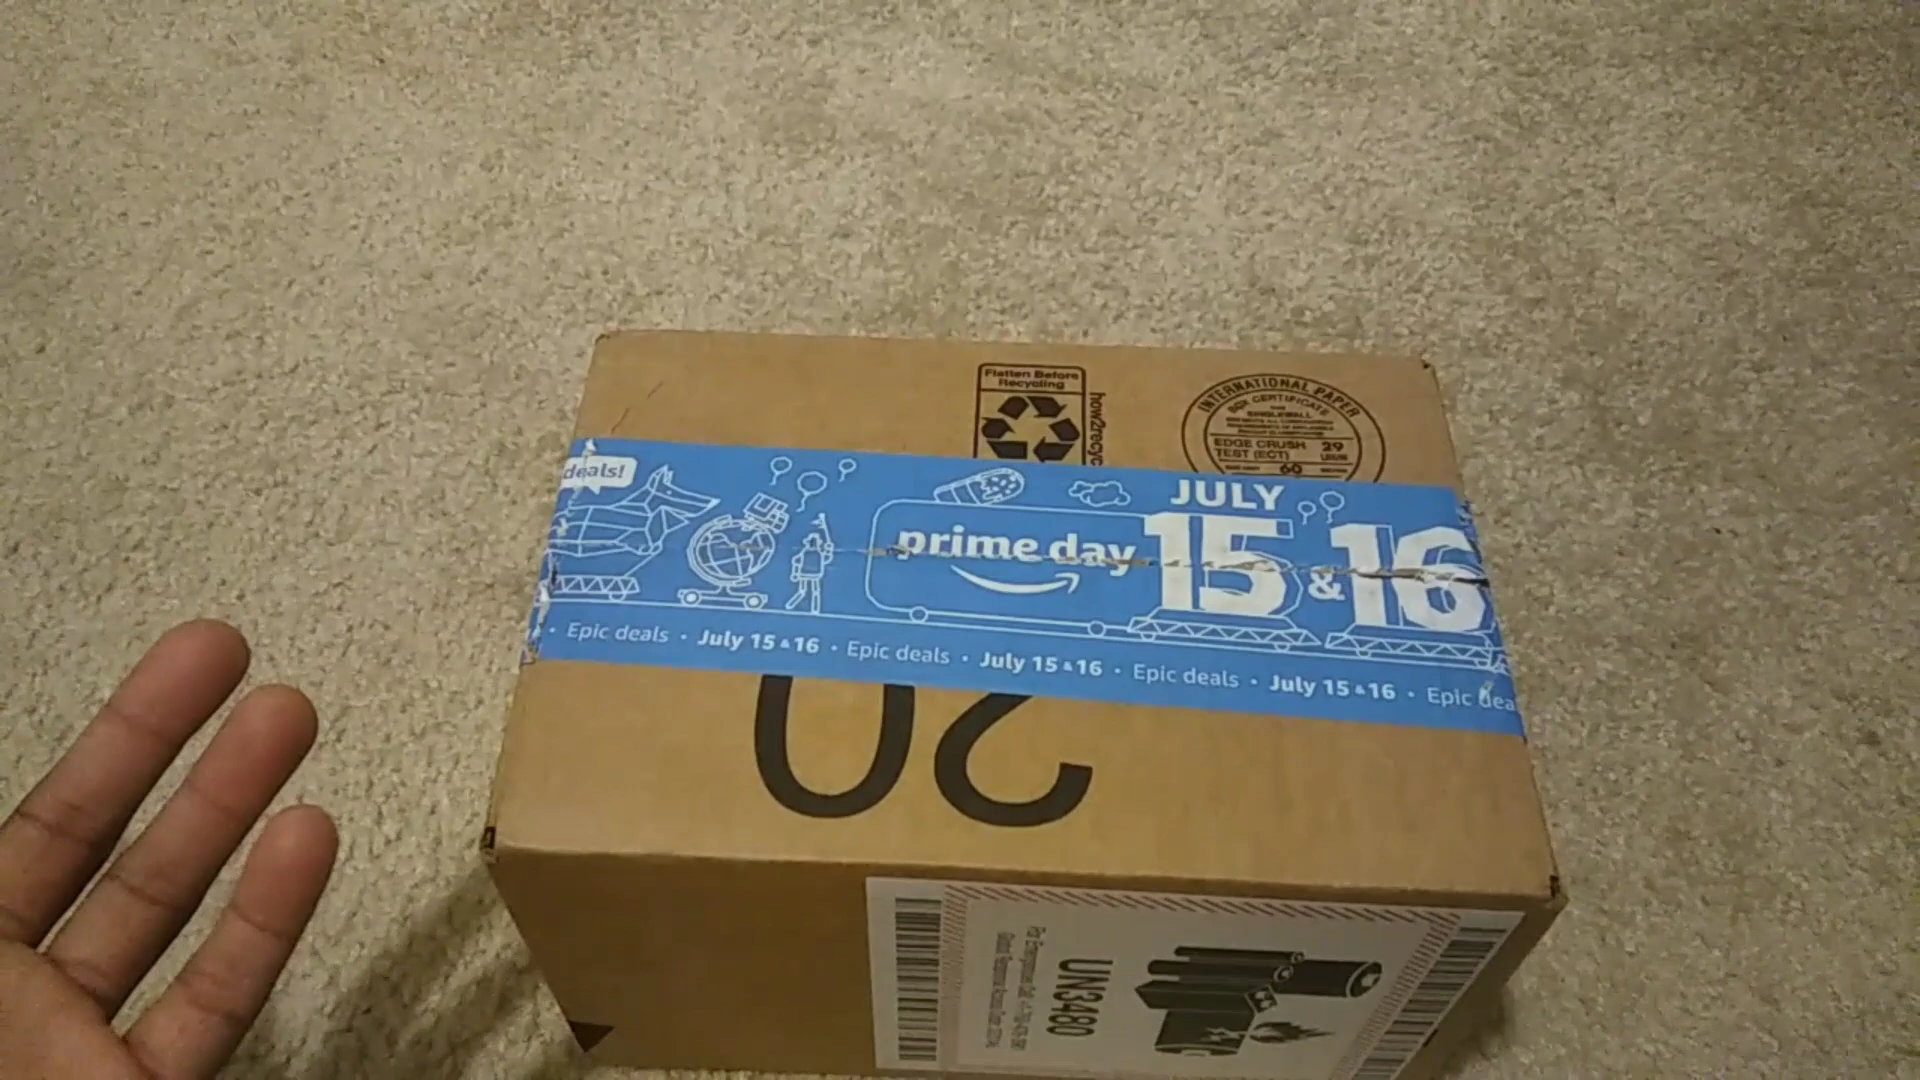 Flatten Before
Recycling
how2recyc
INTERNATIONAL PAPER
BOX CERTIFICATE
SINGLEWALL
EDGE CRUSH
TEST (ECT)
29
60
deals!
prime day
JULY
15 & 16
• Epic deals • July 15 & 16 • Epic deals • July 15 & 16 • Epic deals • July 15 & 16 • Epic dea
20
UN3480